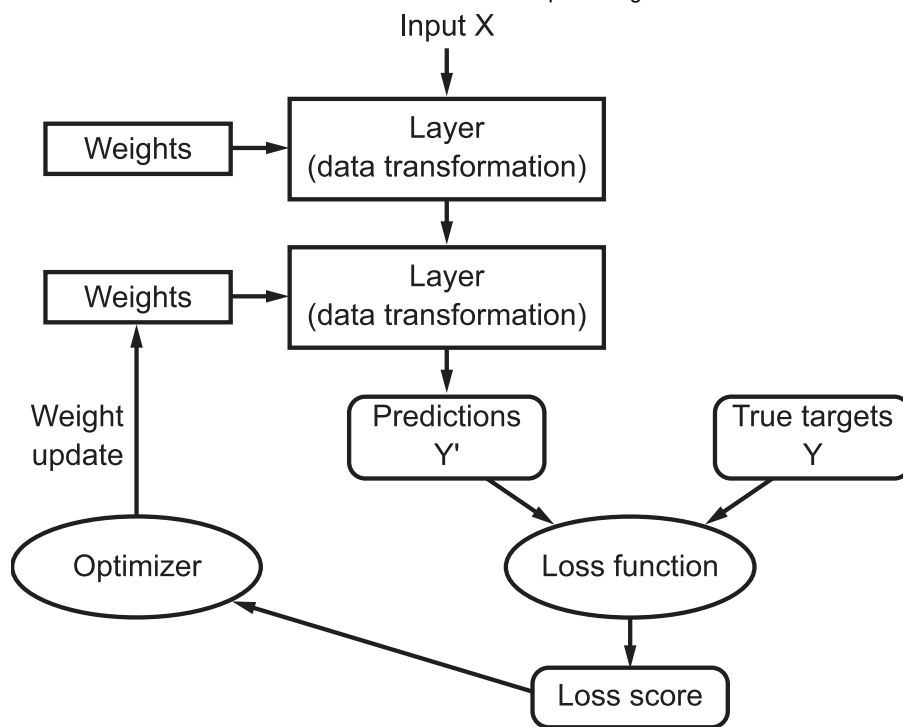 Input X
Layer
(data transformation)
Weights
Layer
(data transformation)
Weights
Weight
update
Predictions
Y'
True targets
Y
Optimizer
Loss function
Loss score